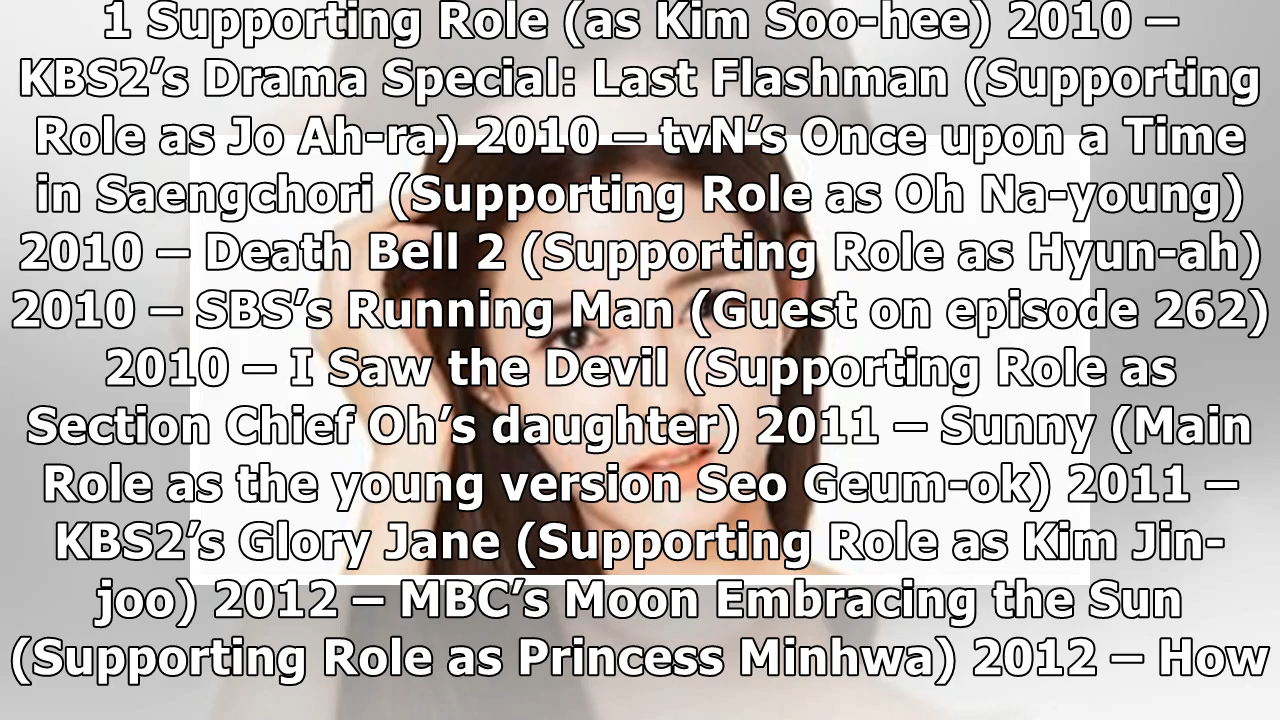 1 Supporting Role (as Kim Soo-hee) 2010 –
KBS2’s Drama Special: Last Flashman (Supporting
Role as Jo Ah-ra) 2010 – tvN’s Once upon a Time
in Saengchori (Supporting Role as Oh Na-young)
2010 – Death Bell 2 (Supporting Role as Hyun-ah)
2010 – SBS’s Running Man (Guest on episode 262)
2010 – I Saw the Devil (Supporting Role as
Section Chief Oh’s daughter) 2011 – Sunny (Main
Role as the young version Seo Geum-ok) 2011 –
KBS2’s Glory Jane (Supporting Role as Kim Jin-
joo) 2012 – MBC’s Moon Embracing the Sun
(Supporting Role as Princess Minhwa) 2012 – How